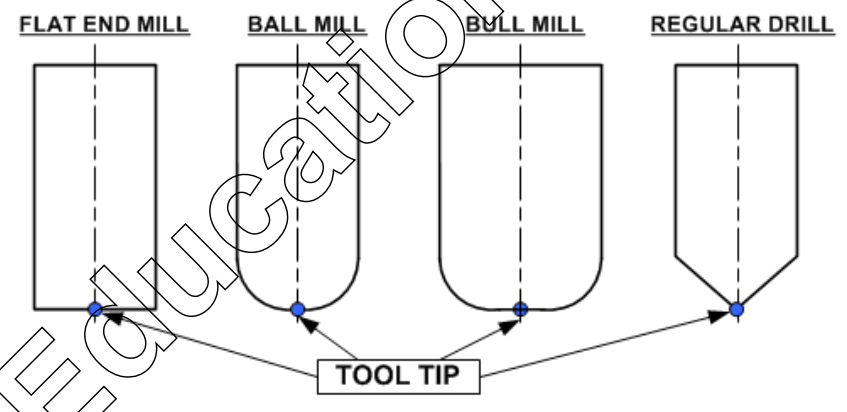 FLAT END MILL
BALL MILL
BULL MILL
REGULAR DRILL
TOOL TIP
Education